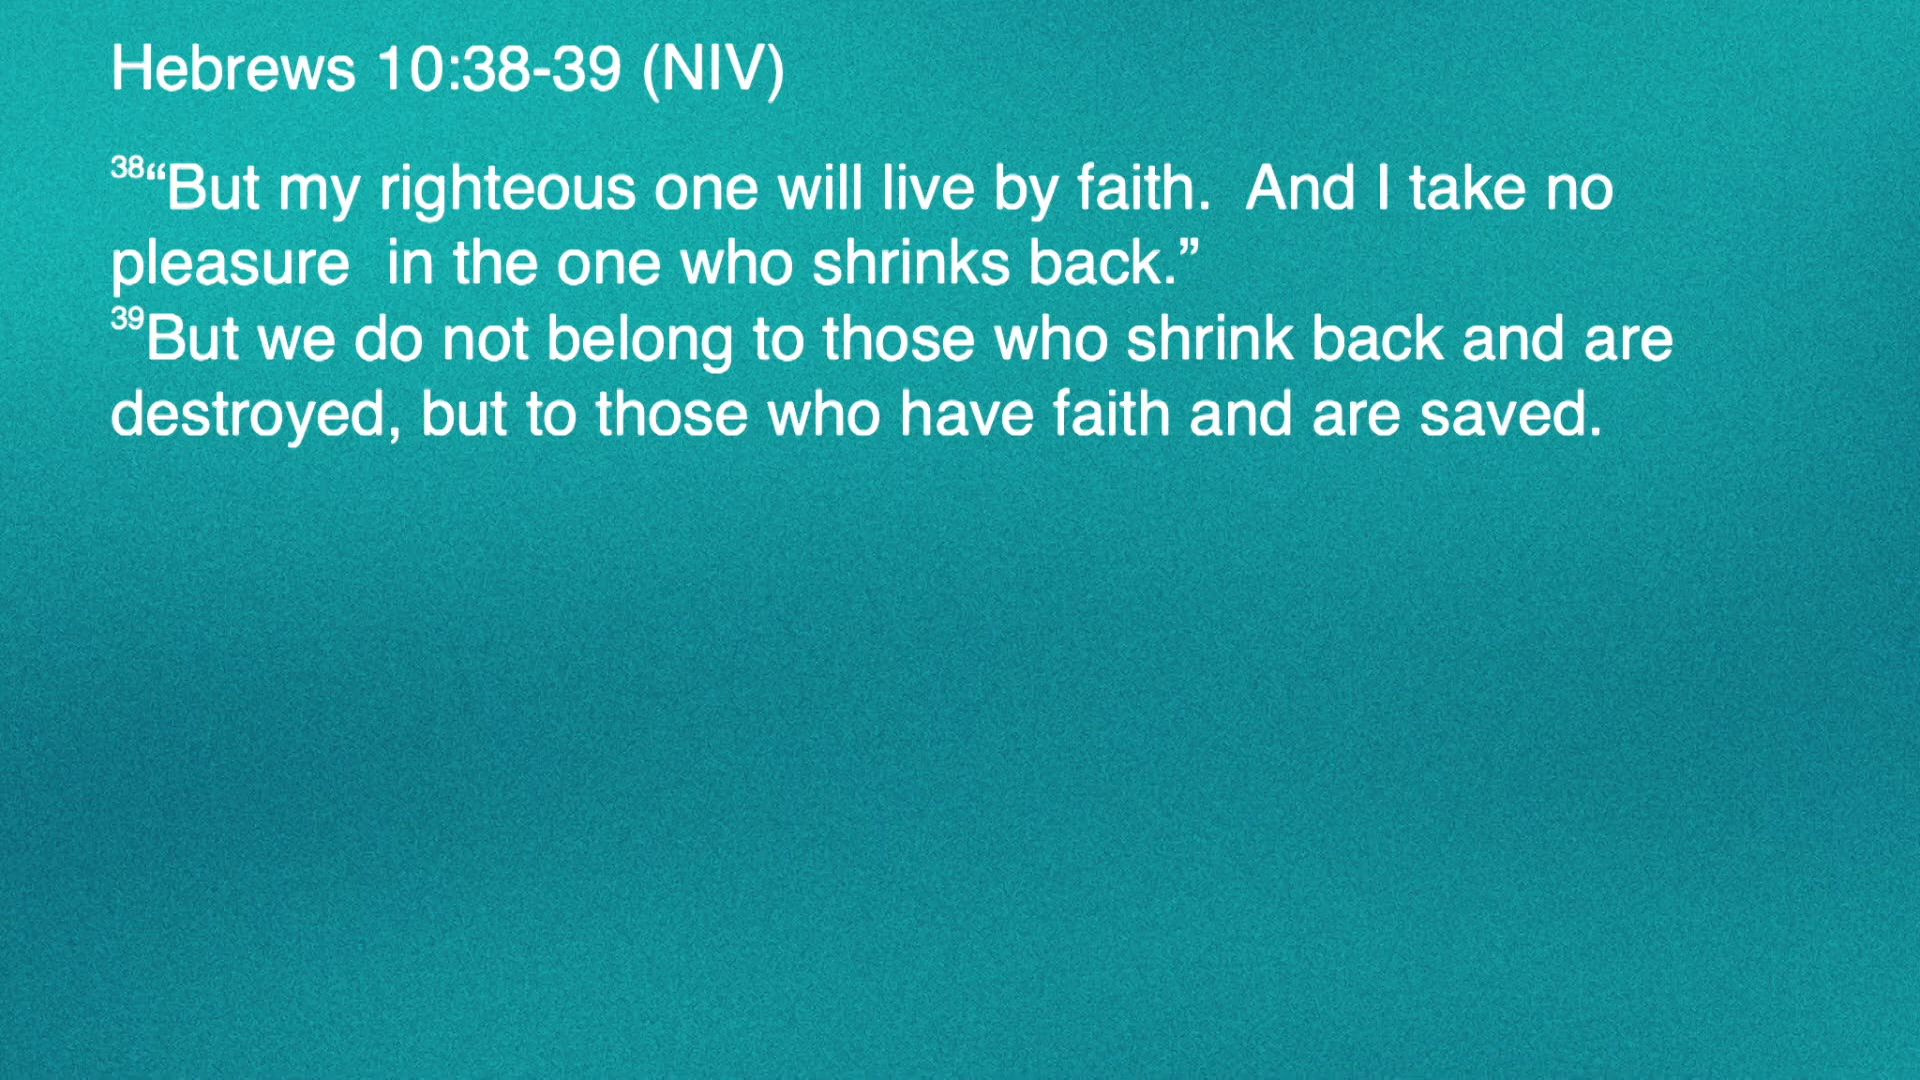 Hebrews 10:38-39 (NIV)
38“But my righteous one will live by faith.  And I take no
pleasure  in the one who shrinks back.”
39But we do not belong to those who shrink back and are
destroyed, but to those who have faith and are saved.